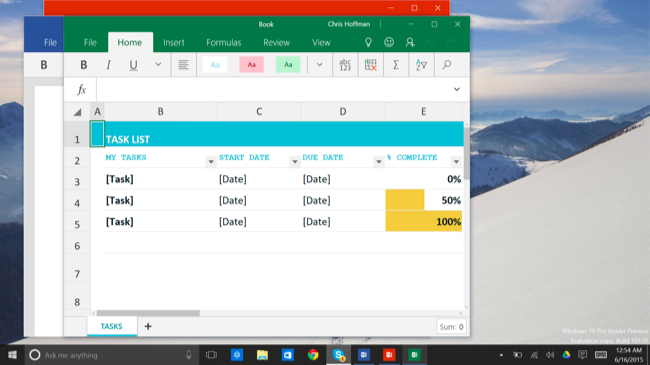 Book
Chris Hoffman
File
File Home Insert Formulas Review View
B
B I U Aa Aa Aa abc 123 Σ A Z
fx
A B C D E
1 TASK LIST
2 MY TASKS START DATE DUE DATE % COMPLETE
3 [Task] [Date] [Date] 0%
4 [Task] [Date] [Date] 50%
5 [Task] [Date] [Date] 100%
6
7
8
TASKS + Sum: 0
Windows 10 Pro Insider Preview
Evaluation copy. Build 10130
Ask me anything
12:54 AM
6/16/2015